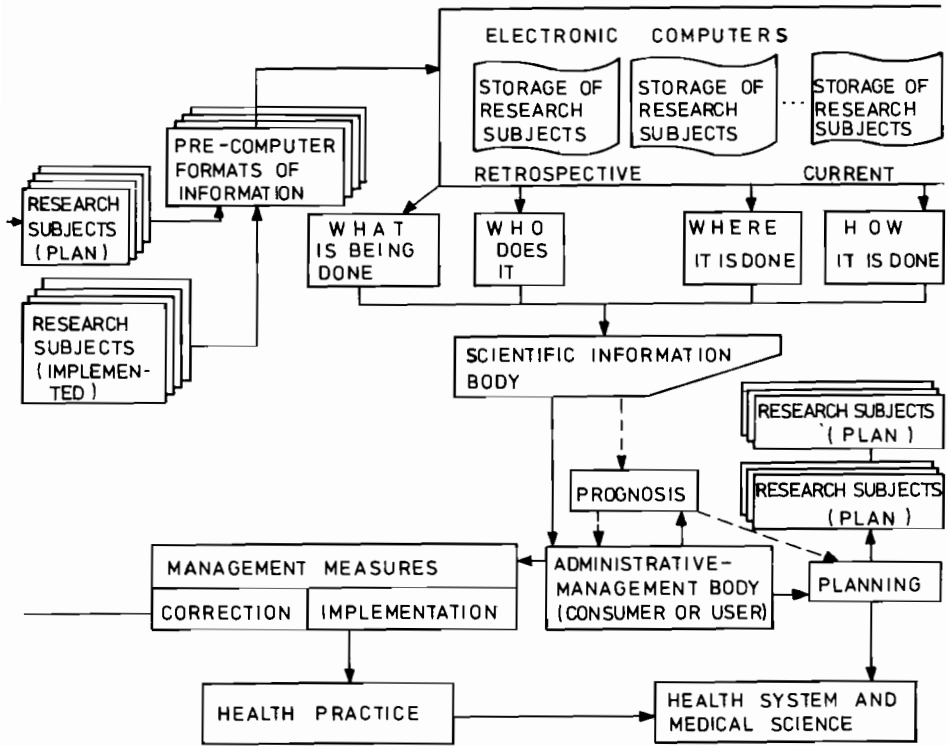 ELECTRONIC COMPUTERS
STORAGE OF
RESEARCH
SUBJECTS
STORAGE OF
RESEARCH
SUBJECTS
....
STORAGE OF
RESEARCH
SUBJECTS
RETROSPECTIVE
CURRENT
PRE-COMPUTER
FORMATS OF
INFORMATION
RESEARCH
SUBJECTS
(PLAN)
RESEARCH
SUBJECTS
(IMPLEMEN-
TED)
WHAT
IS BEING
DONE
WHO
DOES
IT
WHERE
IT IS DONE
HOW
IT IS DONE
SCIENTIFIC INFORMATION
BODY
RESEARCH SUBJECTS
(PLAN)
RESEARCH SUBJECTS
(PLAN)
PROGNOSIS
MANAGEMENT MEASURES
CORRECTION
IMPLEMENTATION
ADMINISTRATIVE-
MANAGEMENT BODY
(CONSUMER OR USER)
PLANNING
HEALTH PRACTICE
HEALTH SYSTEM AND
MEDICAL SCIENCE